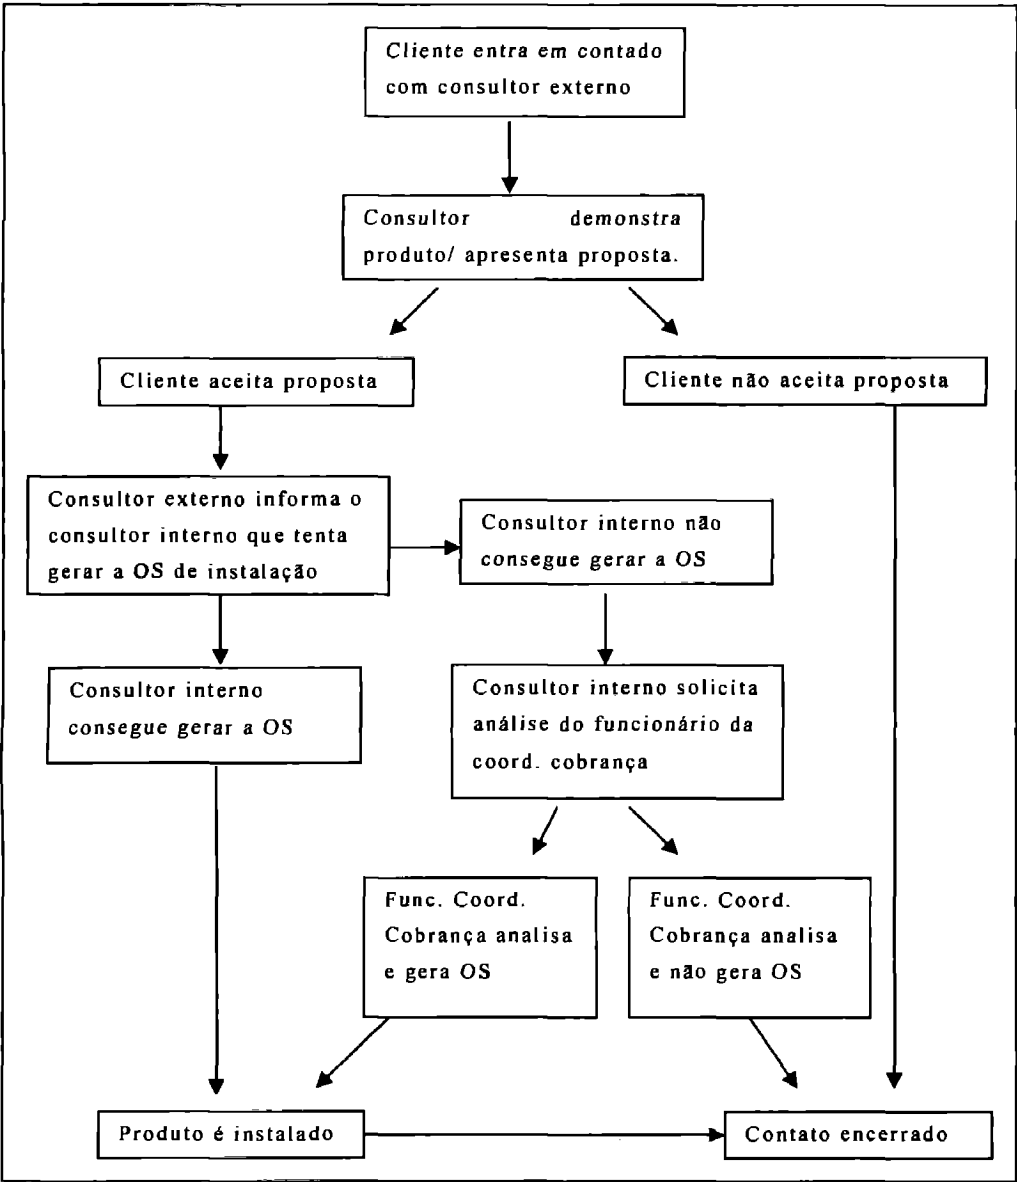 Cliente entra em contado
com consultor externo
Consultor demonstra
produto/ apresenta proposta.
Cliente aceita proposta
Cliente não aceita proposta
Consultor externo informa o
consultor interno que tenta
gerar a OS de instalação
Consultor interno não
consegue gerar a OS
Consultor interno
consegue gerar a OS
Consultor interno solicita
análise do funcionário da
coord. cobrança
Func. Coord.
Cobrança analisa
e gera OS
Func. Coord.
Cobrança analisa
e não gera OS
Produto é instalado
Contato encerrado